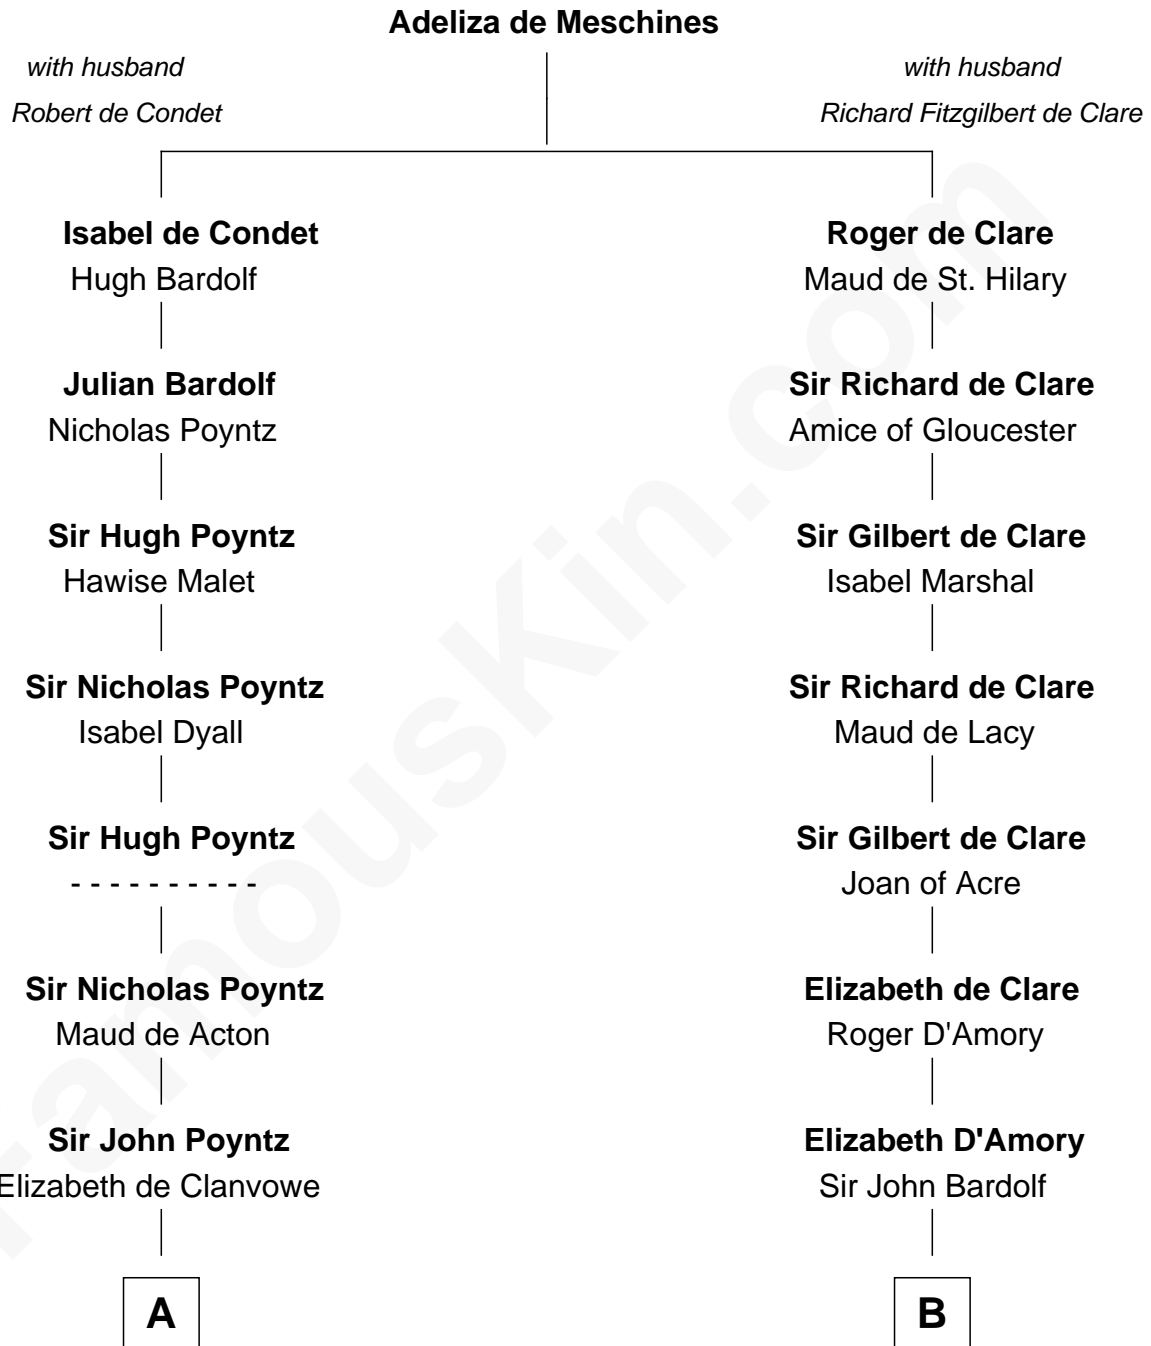 Adeliza de Meschines
with husband
Robert de Condet
with husband
Richard Fitzgilbert de Clare
Isabel de Condet
Hugh Bardolf
Roger de Clare
Maud de St. Hilary
Julian Bardolf
Nicholas Poyntz
Sir Richard de Clare
Amice of Gloucester
Sir Hugh Poyntz
Hawise Malet
Sir Gilbert de Clare
Isabel Marshal
Sir Nicholas Poyntz
Isabel Dyall
Sir Richard de Clare
Maud de Lacy
Sir Hugh Poyntz
- - - - - - - - - -
Sir Gilbert de Clare
Joan of Acre
Sir Nicholas Poyntz
Maud de Acton
Elizabeth de Clare
Roger D'Amory
Sir John Poyntz
Elizabeth de Clanvowe
Elizabeth D'Amory
Sir John Bardolf
A
B
FamousKin.com